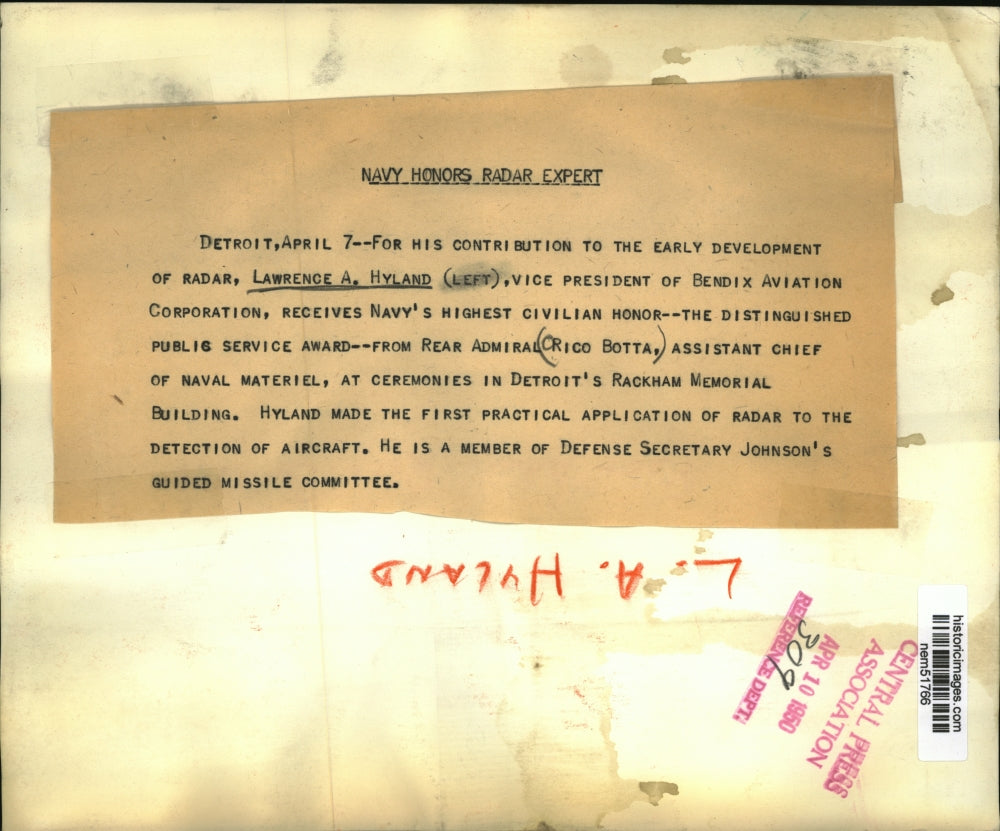 NAVY HONORS RADAR EXPERT
DETROIT,APRIL 7--FOR HIS CONTRIBUTION TO THE EARLY DEVELOPMENT
OF RADAR, LAWRENCE A. HYLAND (LEFT),VICE PRESIDENT OF BENDIX AVIATION
CORPORATION, RECEIVES NAVY'S HIGHEST CIVILIAN HONOR--THE DISTINGUISHED
PUBLIC SERVICE AWARD--FROM REAR ADMIRAL(RICO BOTTA,) ASSISTANT CHIEF
OF NAVAL MATERIEL, AT CEREMONIES IN DETROIT'S RACKHAM MEMORIAL
BUILDING. HYLAND MADE THE FIRST PRACTICAL APPLICATION OF RADAR TO THE
DETECTION OF AIRCRAFT. HE IS A MEMBER OF DEFENSE SECRETARY JOHNSON'S
GUIDED MISSILE COMMITTEE.
L. A. HYLAND
REFERENCE DEPT.
309
APR 10 1950
CENTRAL PRESS
ASSOCIATION
historicimages.com
nem51766